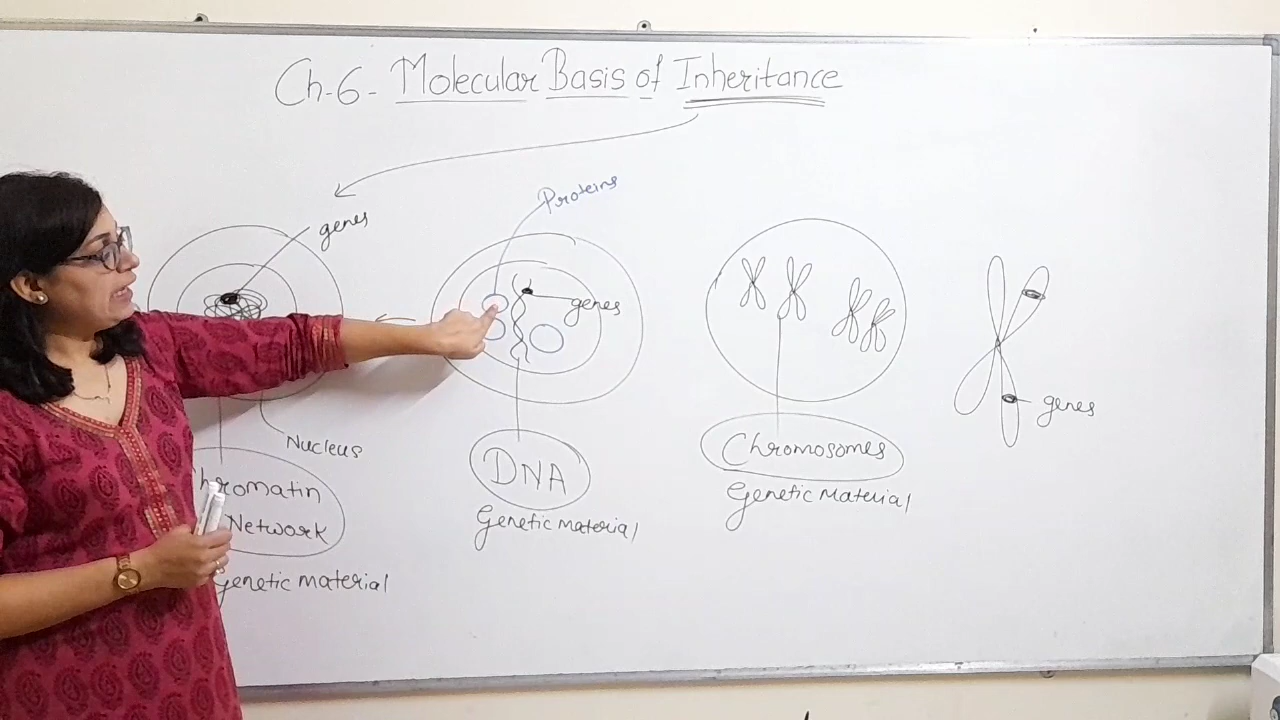 Ch-6- Molecular Basis of Inheritance
Proteins
genes
genes
genes
Nucleus
hromatin
Network
genetic material
DNA
Genetic material
Chromosomes
Genetic Material